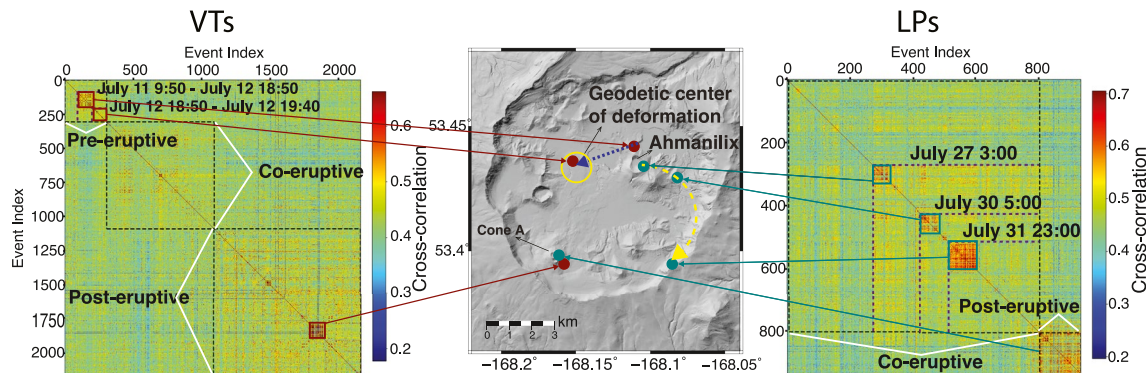 VTs
LPs
Event Index
0 500 1000 1500 2000
Event Index
0
250
500
750
1000
1250
1500
1750
2000
July 11 9:50 - July 12 18:50
July 12 18:50 - July 12 19:40
Pre-eruptive
Co-eruptive
Post-eruptive
Cross-correlation
0.6
0.5
0.4
0.3
0.2
53.45°
53.4°
Geodetic center
of deformation
Ahmanilix
Cone A
km
0 1 2 3
−168.2° −168.15° −168.1° −168.05°
Event Index
0 200 400 600 800
0
200
400
600
800
July 27 3:00
July 30 5:00
July 31 23:00
Post-eruptive
Co-eruptive
Cross-correlation
0.7
0.6
0.5
0.4
0.3
0.2